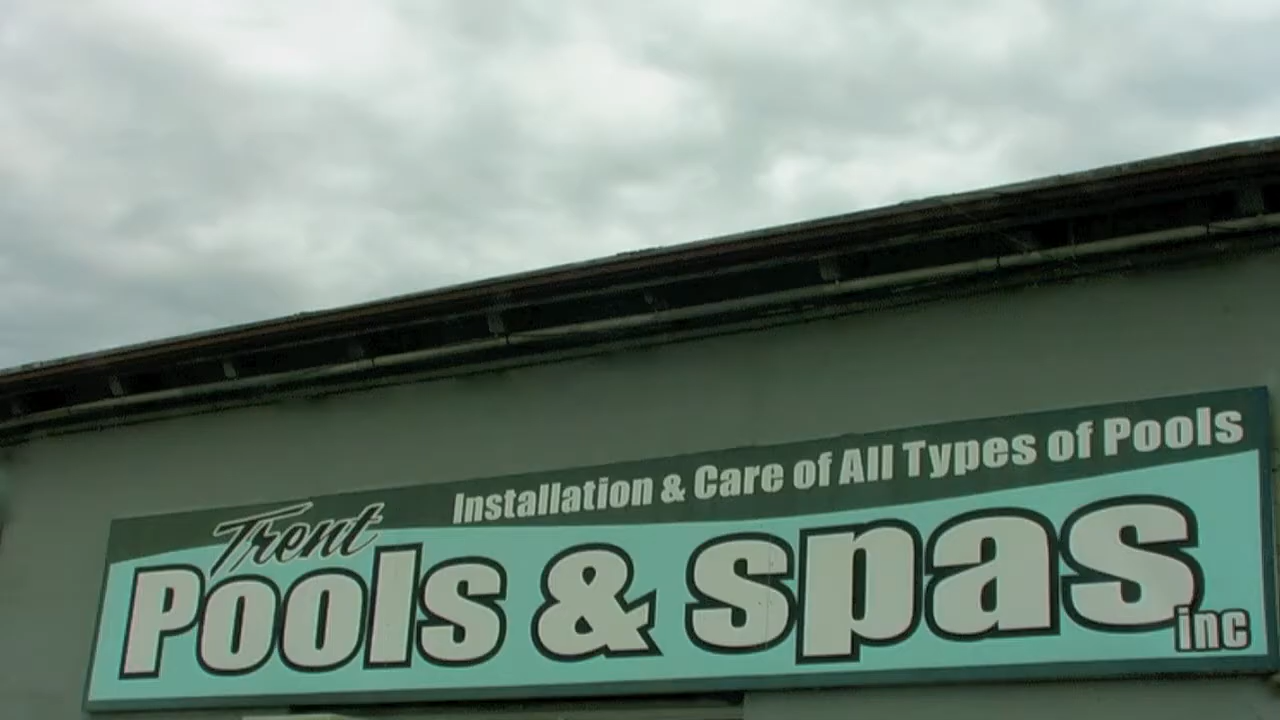 Installation & Care of All Types of Pools
Trent
Pools & spas
inc